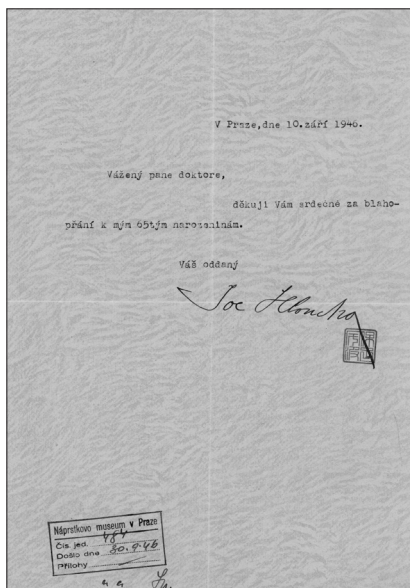 V Praze,dne 10.září 1946.
Vážený pane doktore,
děkuji Vám srdečně za blaho-
přání k mým 65tým narozeninám.
Váš oddaný
Joe Hloucha
Náprstkovo museum v Praze
Čís. jed. 484
Došlo dne 30.9.46
Přílohy